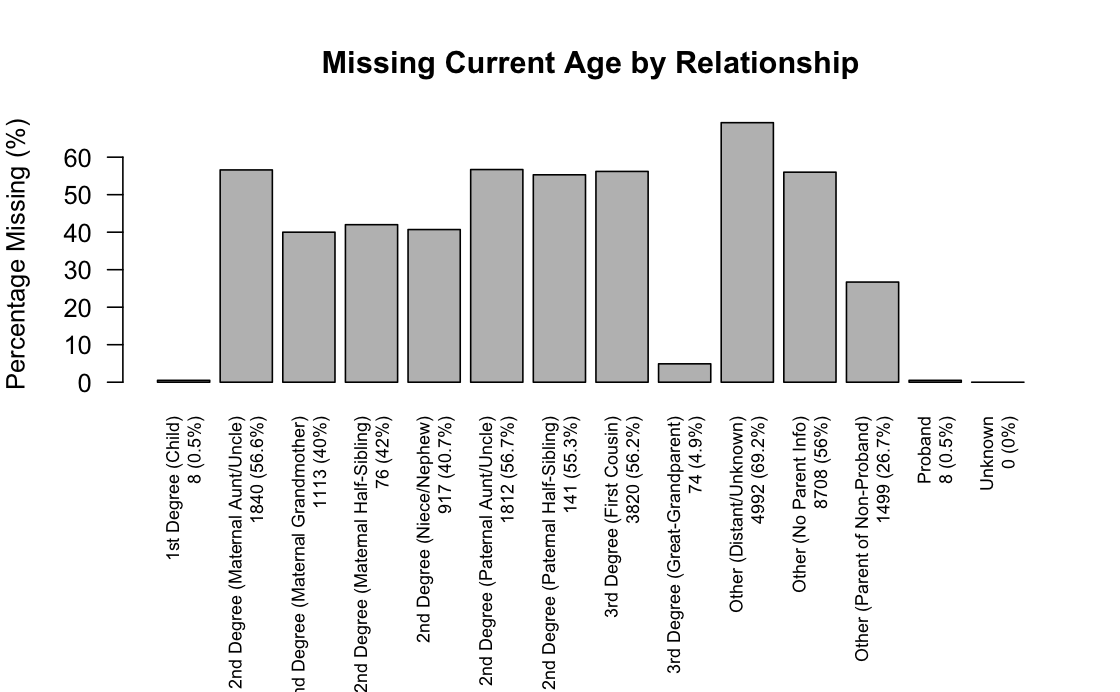 Missing Current Age by Relationship
Percentage Missing (%)
60
50
40
30
20
10
0
1st Degree (Child)
8 (0.5%)
2nd Degree (Maternal Aunt/Uncle)
1840 (56.6%)
nd Degree (Maternal Grandmother)
1113 (40%)
2nd Degree (Maternal Half-Sibling)
76 (42%)
2nd Degree (Niece/Nephew)
917 (40.7%)
2nd Degree (Paternal Aunt/Uncle)
1812 (56.7%)
2nd Degree (Paternal Half-Sibling)
141 (55.3%)
3rd Degree (First Cousin)
3820 (56.2%)
3rd Degree (Great-Grandparent)
74 (4.9%)
Other (Distant/Unknown)
4992 (69.2%)
Other (No Parent Info)
8708 (56%)
Other (Parent of Non-Proband)
1499 (26.7%)
Proband
8 (0.5%)
Unknown
0 (0%)